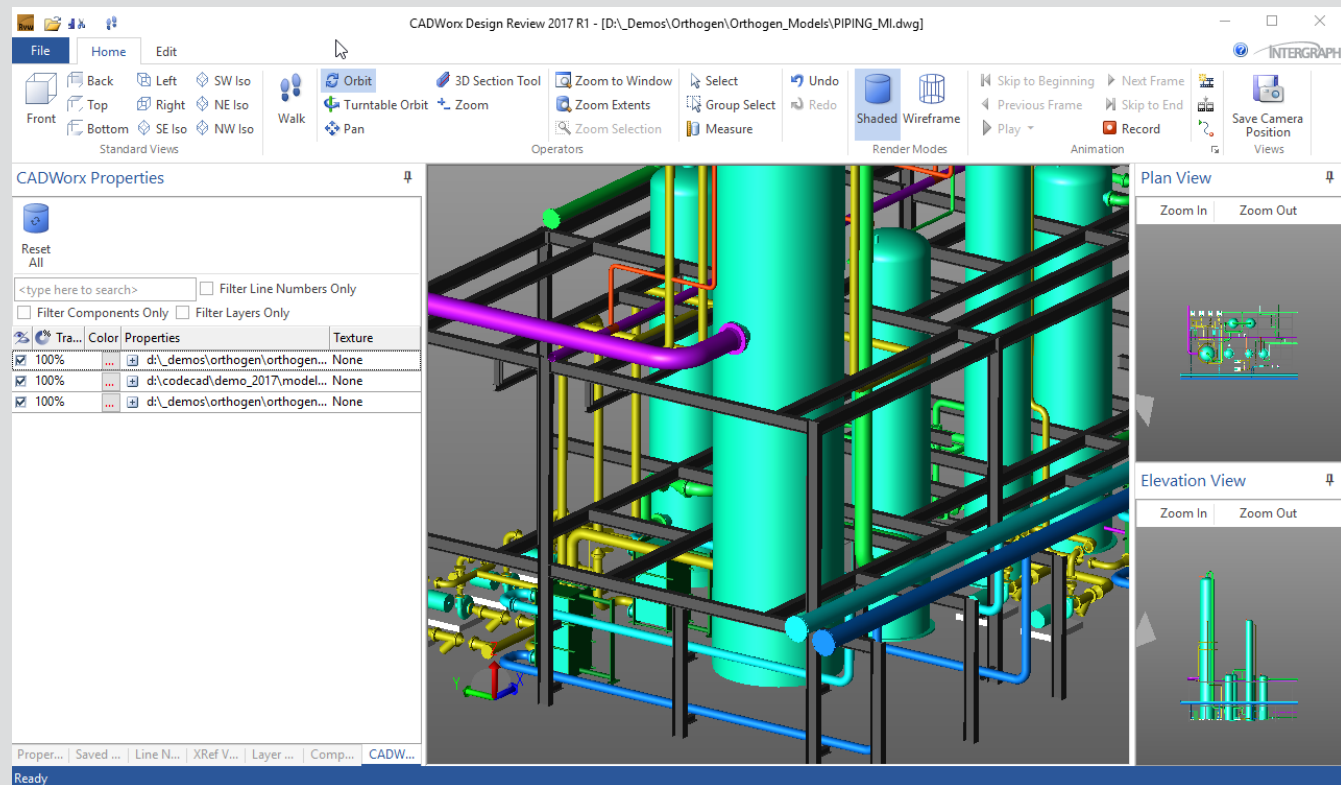 Rvw
CADWorx Design Review 2017 R1 - [D:\_Demos\Orthogen\Orthogen_Models\PIPING_MI.dwg]
File Home Edit
INTERGRAPH
Front
Back Left SW Iso
Top Right NE Iso
Bottom SE Iso NW Iso
Standard Views
Walk
Orbit 3D Section Tool Zoom to Window Select Undo
Turntable Orbit Zoom Zoom Extents Group Select Redo
Pan Zoom Selection Measure
Operators
Shaded Wireframe
Render Modes
Skip to Beginning Next Frame
Previous Frame Skip to End
Play Record
Animation
Save Camera
Position
Views
CADWorx Properties
Reset
All
<type here to search> Filter Line Numbers Only
Filter Components Only Filter Layers Only
Tra... Color Properties Texture
100% ... d:\_demos\orthogen\orthogen... None
100% ... d:\codecad\demo_2017\model... None
100% ... d:\_demos\orthogen\orthogen... None
Y X
Plan View
Zoom In Zoom Out
Elevation View
Zoom In Zoom Out
Proper... Saved ... Line N... XRef V... Layer ... Comp... CADW...
Ready